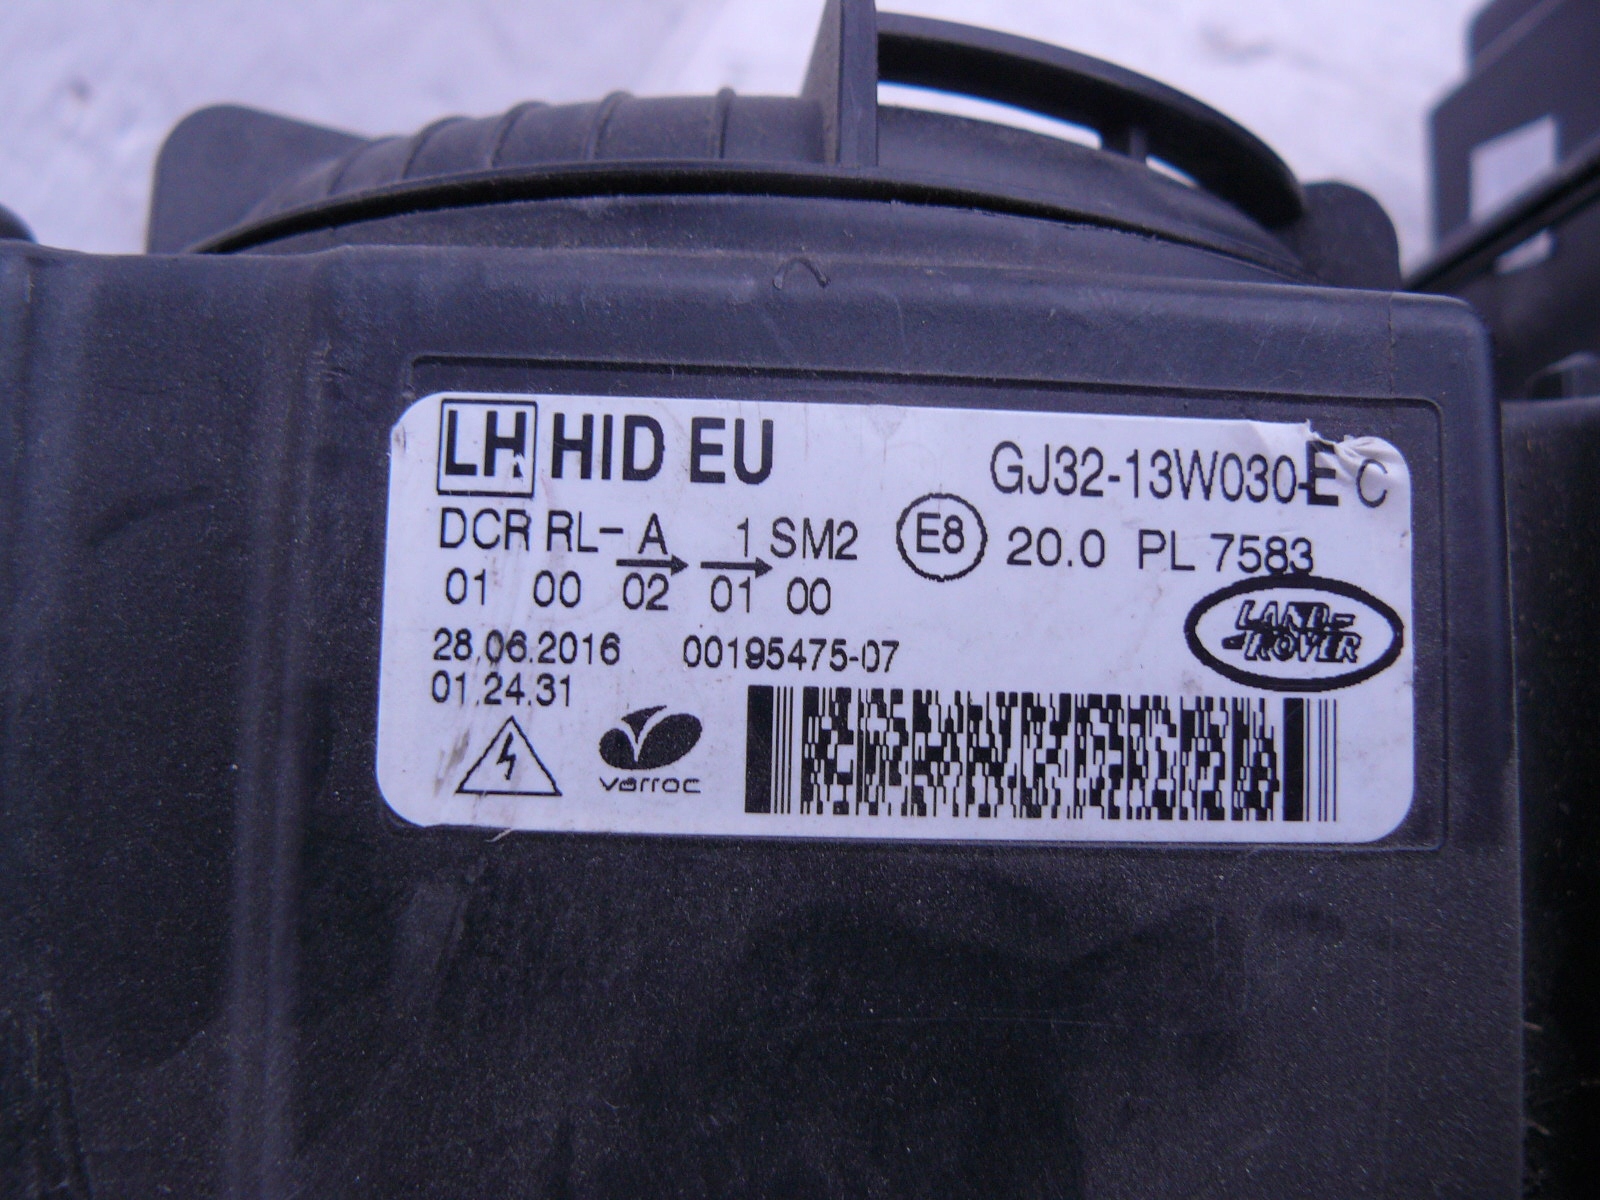 LH HID EU
GJ32-13W030-E C
DCR RL- A 1 SM2
01 00 02 01 00
E8 20.0 PL 7583
LAND-
ROVER
28.06.2016 00195475-07
01.24.31
varroc